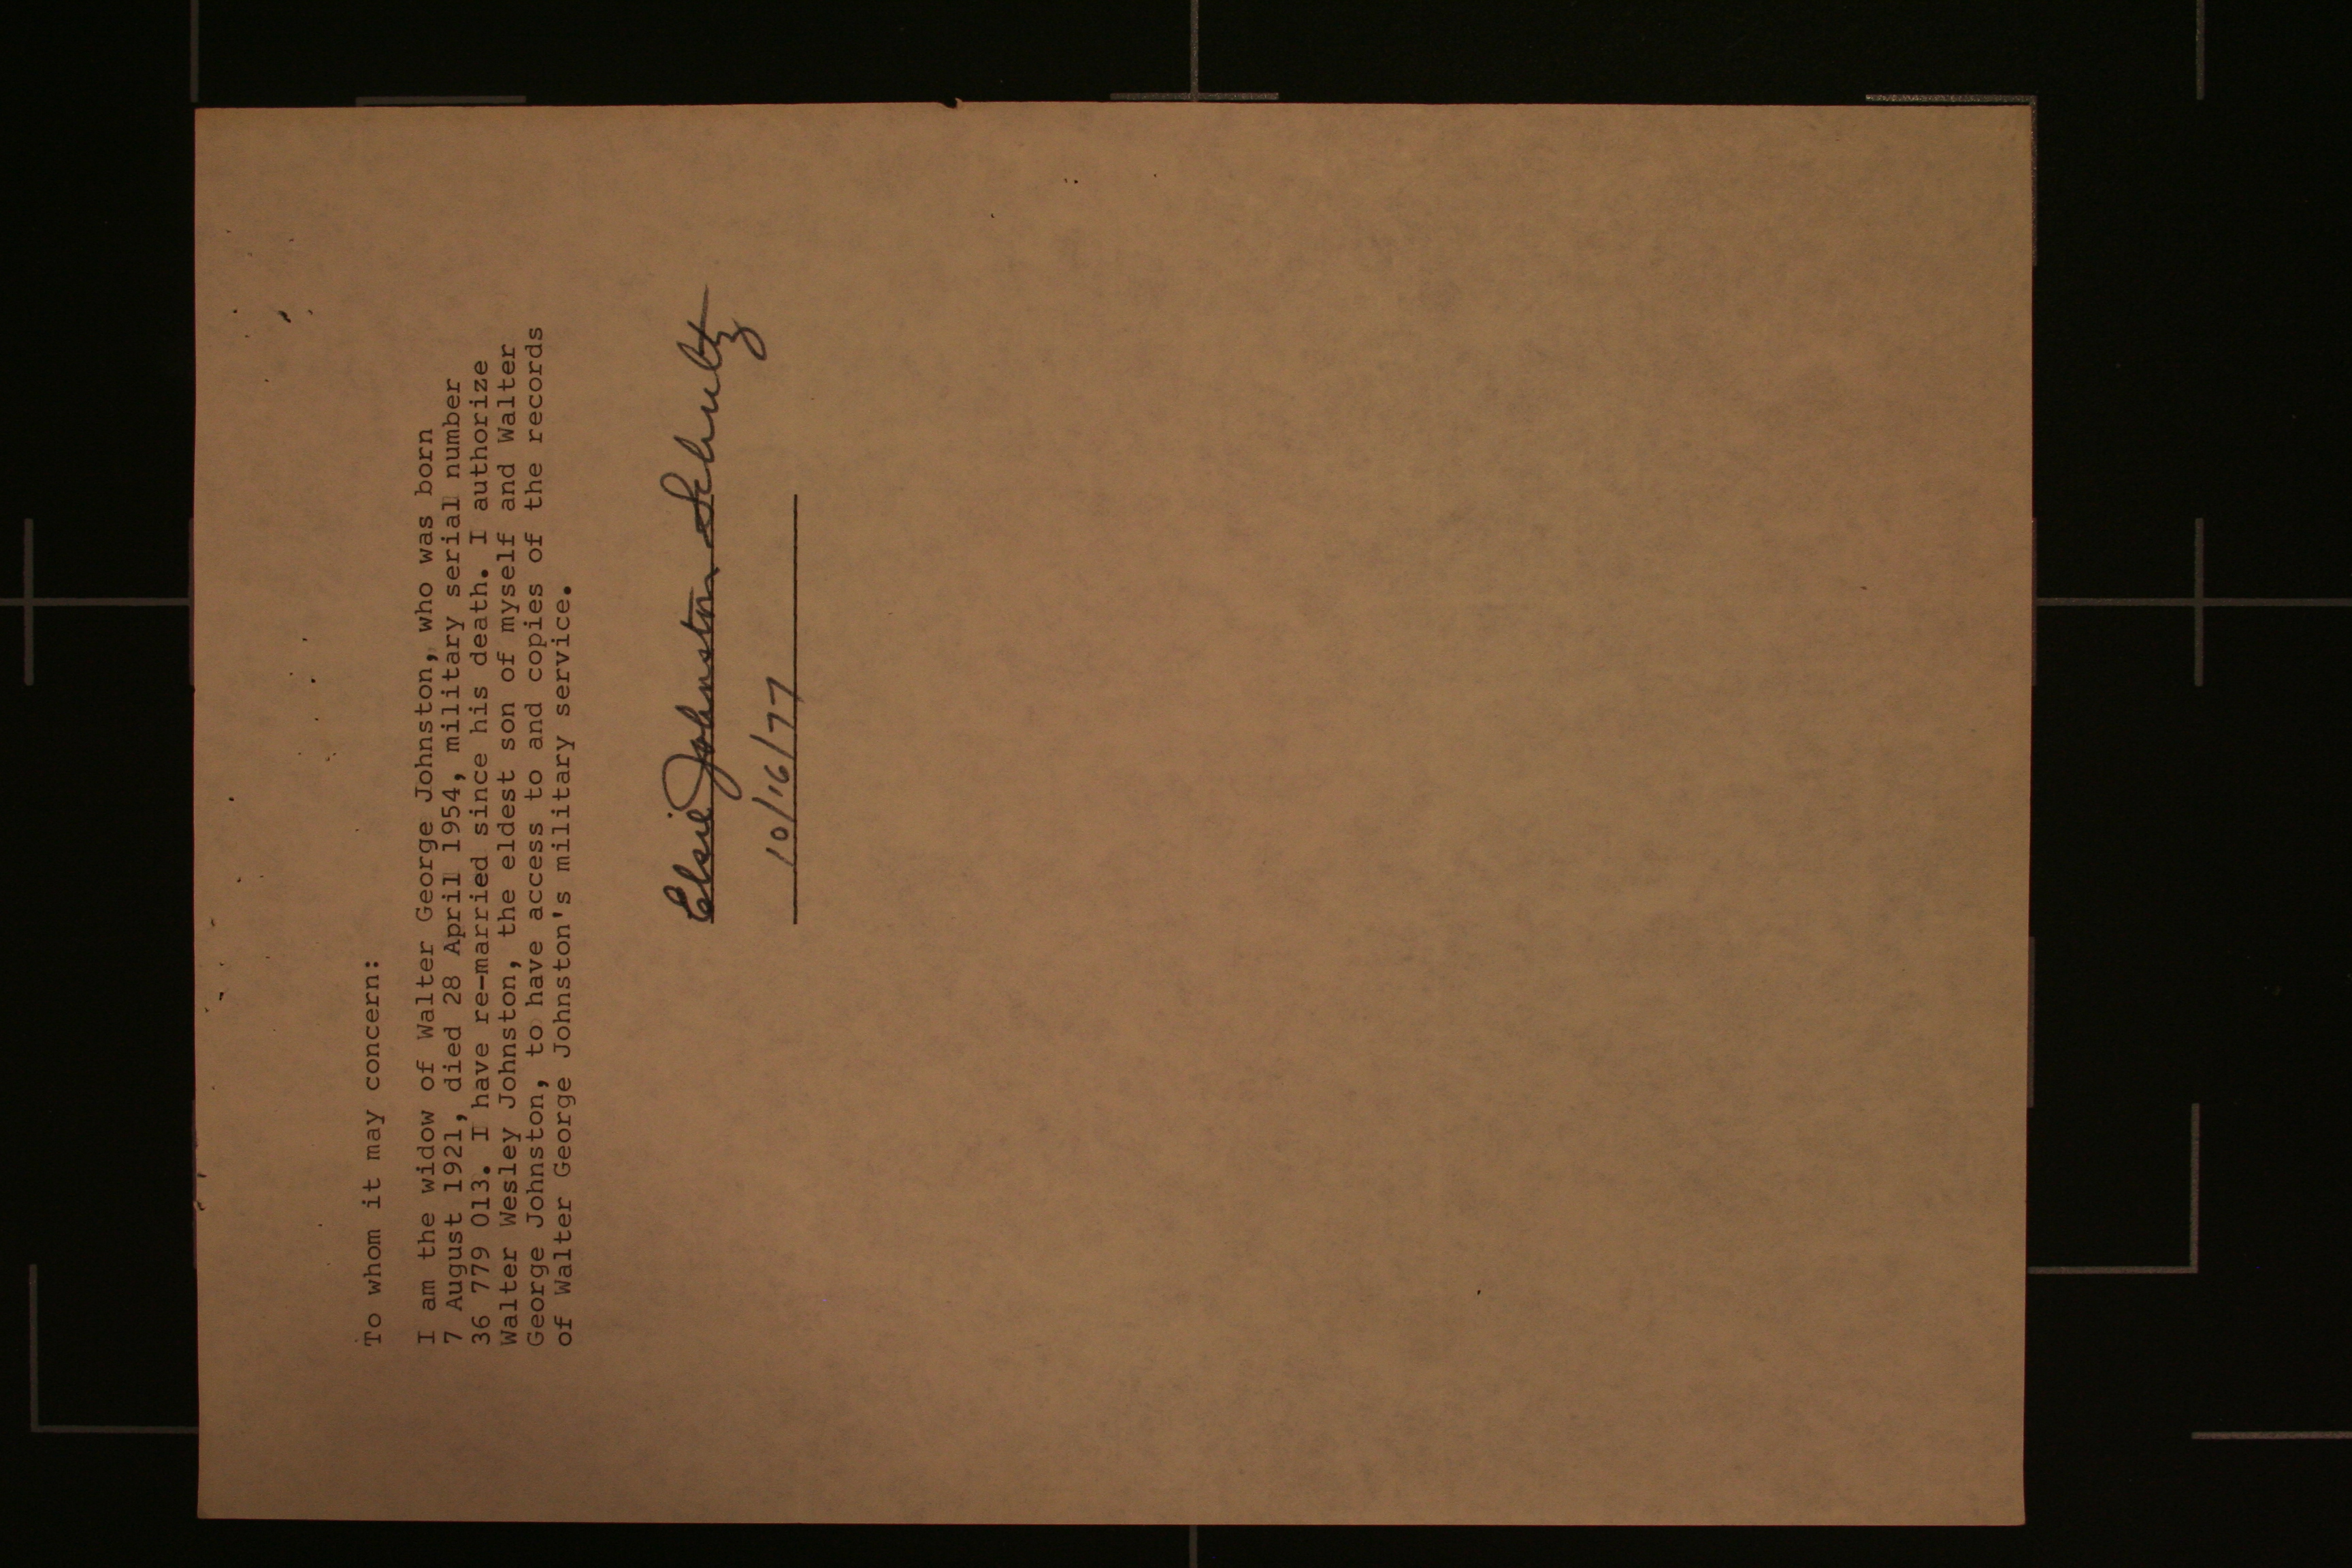 To whom it may concern:
I am the widow of Walter George Johnston, who was born
7 August 1921, died 28 April 1954, military serial number
36 779 013. I have re-married since his death. I authorize
Walter Wesley Johnston, the eldest son of myself and Walter
George Johnston, to have access to and copies of the records
of Walter George Johnston's military service.
Elsie Johnston Schultz
10/16/77